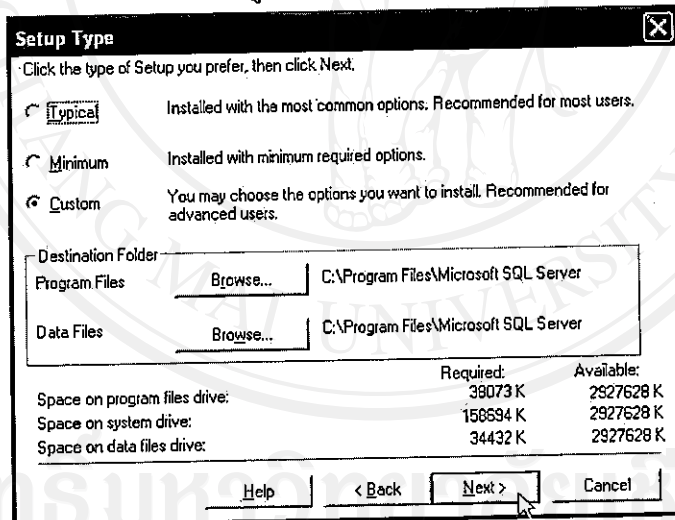 Setup Type
Click the type of Setup you prefer, then click Next.
Typical Installed with the most common options. Recommended for most users.
Minimum Installed with minimum required options.
Custom You may choose the options you want to install. Recommended for
advanced users.
Destination Folder
Program Files Browse... C:\Program Files\Microsoft SQL Server
Data Files Browse... C:\Program Files\Microsoft SQL Server
Required: Available:
Space on program files drive: 38073 K 2927628 K
Space on system drive: 158694 K 2927628 K
Space on data files drive: 34432 K 2927628 K
Help < Back Next > Cancel